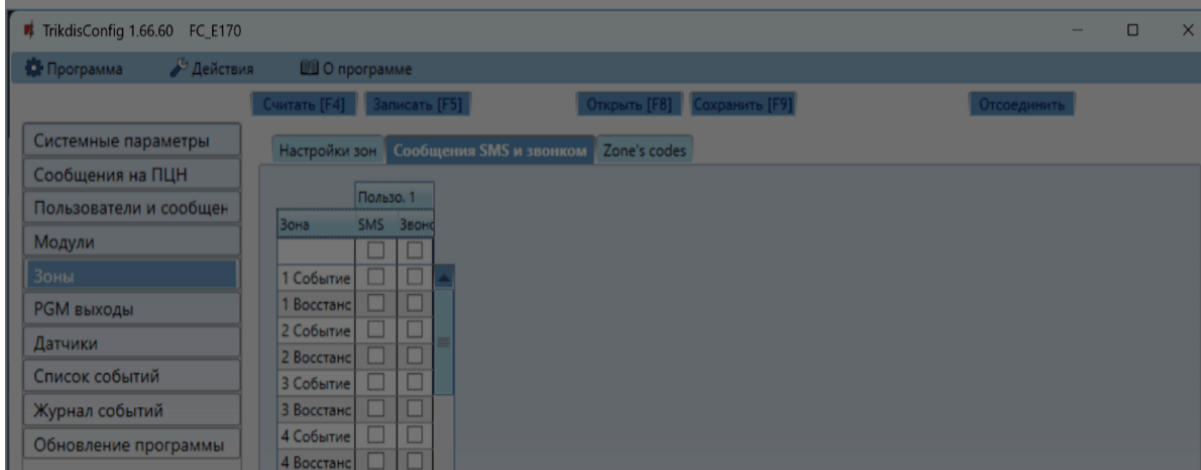 TrikdisConfig 1.66.60 FC_E170
Программа Действия О программе
Считать [F4] Записать [F5] Открыть [F8] Сохранить [F9] Отсоединить
Системные параметры
Сообщения на ПЦН
Пользователи и сообщен
Модули
Зоны
PGM выходы
Датчики
Список событий
Журнал событий
Обновление программы
Настройки зон Сообщения SMS и звонком Zone's codes
Пользо. 1
Зона SMS Звоно
1 Событие
1 Восстанс
2 Событие
2 Восстанс
3 Событие
3 Восстанс
4 Событие
4 Восстанс